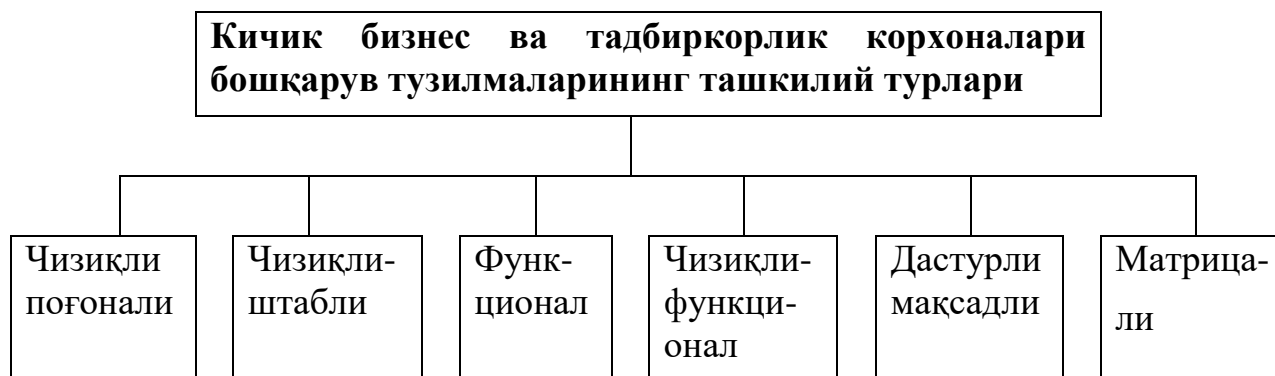 Кичик бизнес ва тадбиркорлик корхоналари
бошқарув тузилмаларининг ташкилий турлари
Чизиқли
поғонали
Чизиқли-
штабли
Функ-
ционал
Чизиқли-
функци-
онал
Дастурли
мақсадли
Матрица-
ли